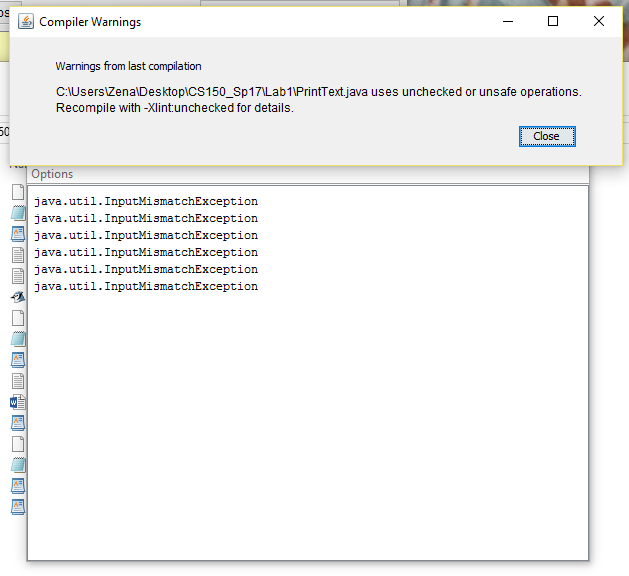 Compiler Warnings
Warnings from last compilation
C:\Users\Zena\Desktop\CS150_Sp17\Lab1\PrintText.java uses unchecked or unsafe operations.
Recompile with -Xlint:unchecked for details.
Close
Options
java.util.InputMismatchException
java.util.InputMismatchException
java.util.InputMismatchException
java.util.InputMismatchException
java.util.InputMismatchException
java.util.InputMismatchException